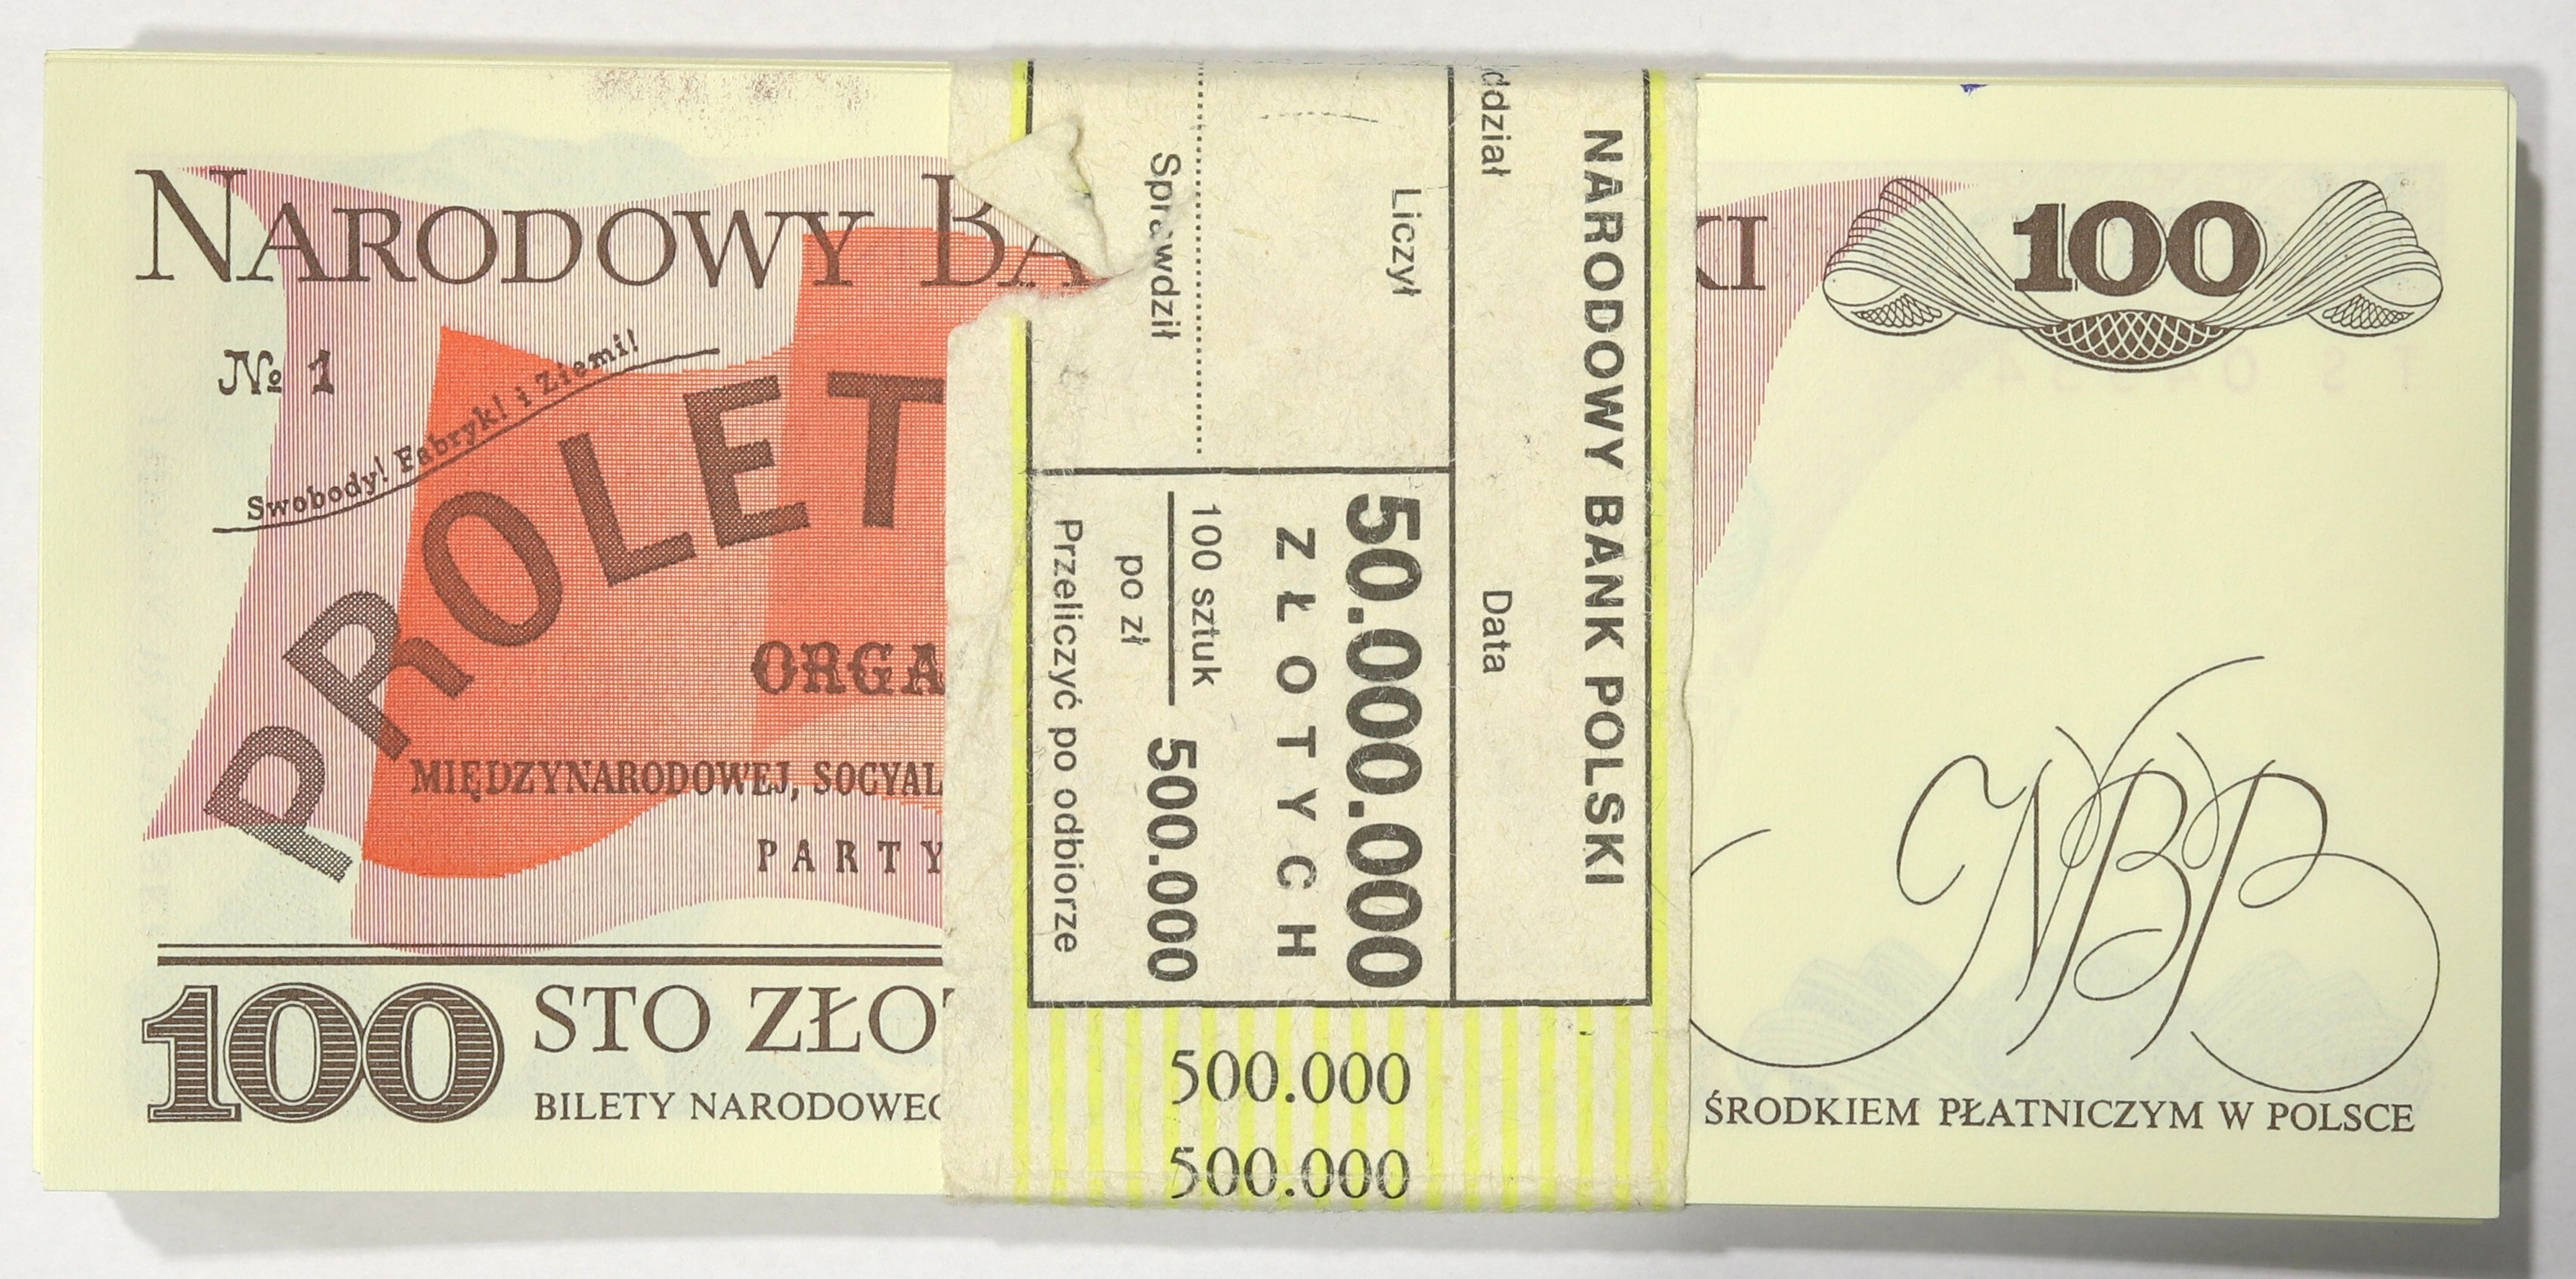 NARODOWY BA
KI
100
№ 1
Swobody! Fabryk! i Ziemi!
PROLET
ORGA
MIĘDZYNARODOWEJ, SOCYAL
PARTY
100
STO ZŁOT
BILETY NARODOWEG
ŚRODKIEM PŁATNICZYM W POLSCE
NBP
NARODOWY BANK POLSKI
ddział
Data
Liczył
Sprawdził
50.000.000
ZŁOTYCH
100 sztuk
po zł
500.000
Przeliczyć po odbiorze
500.000
500.000